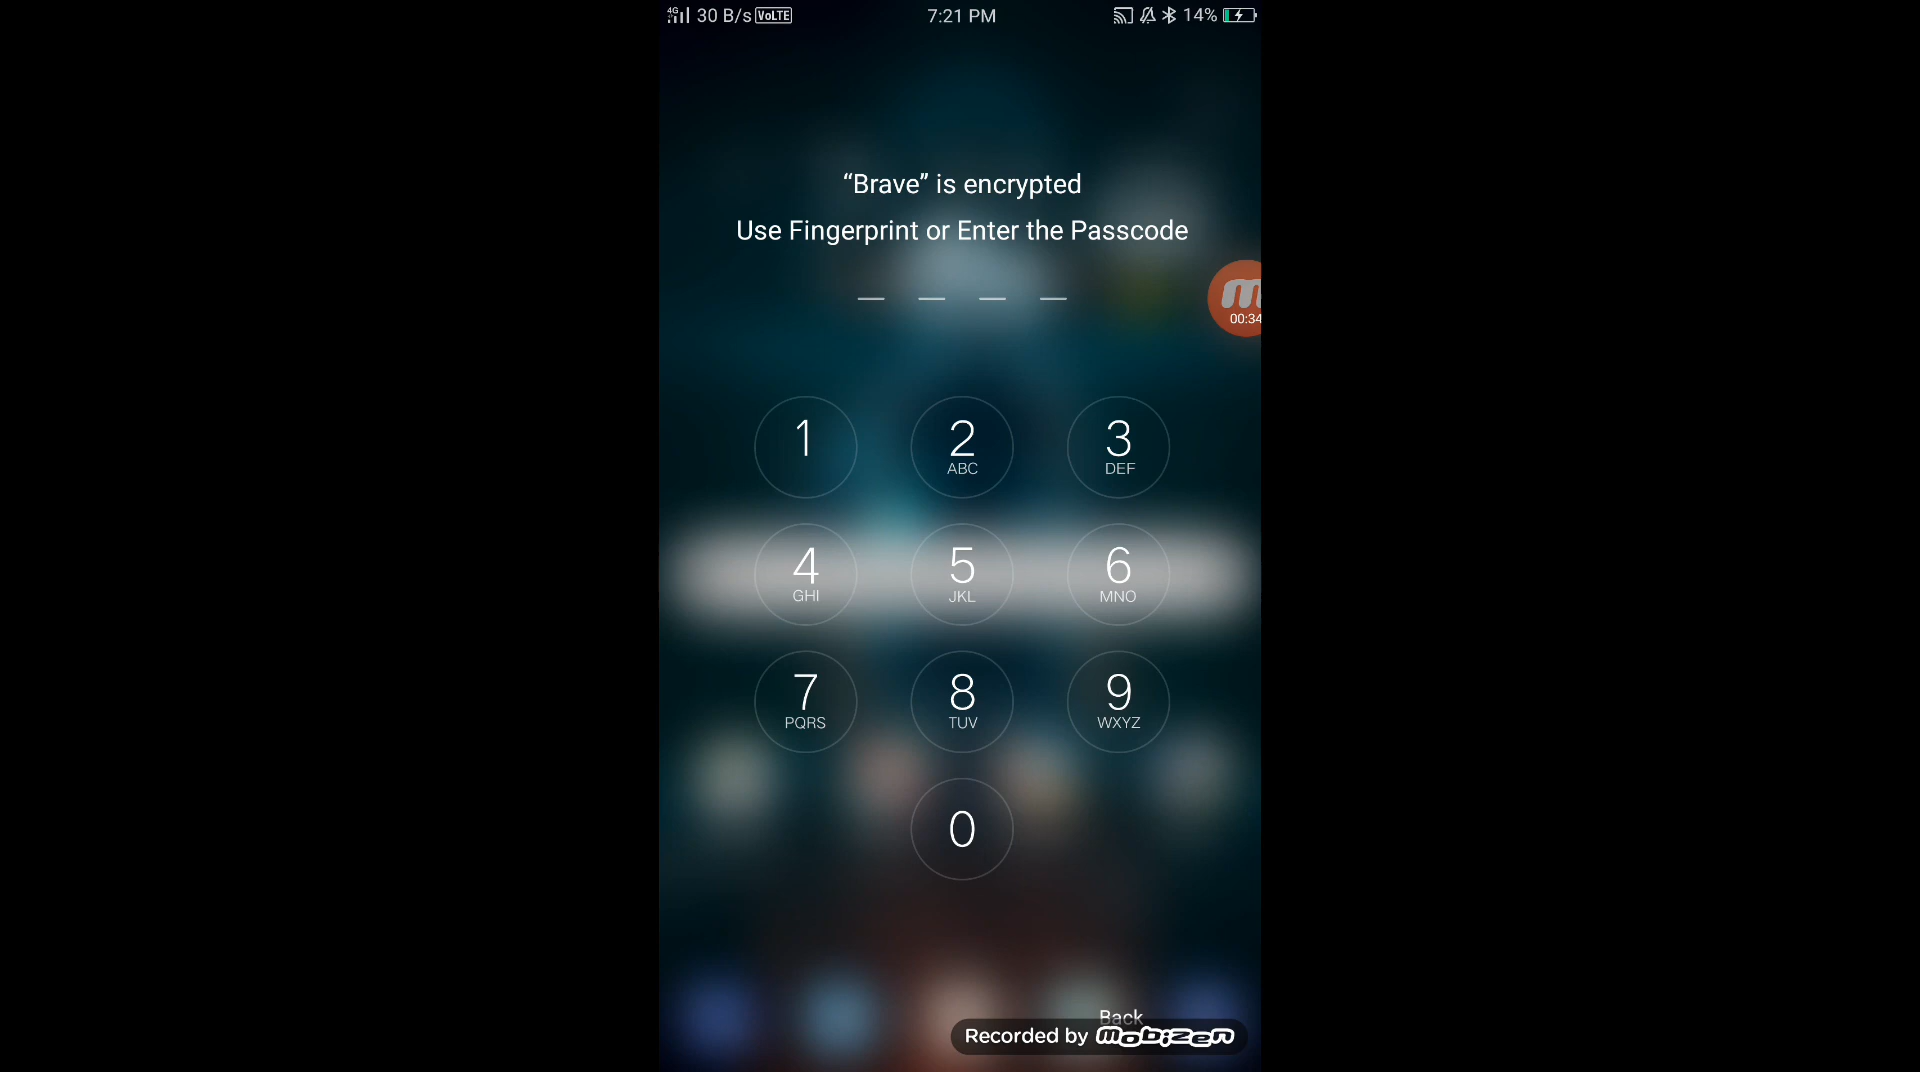 4G 30 B/s VoLTE 7:21 PM 14%
“Brave” is encrypted
Use Fingerprint or Enter the Passcode
00:34
1 2 3
ABC DEF
4 5 6
GHI JKL MNO
7 8 9
PQRS TUV WXYZ
0
Back
Recorded by mobizen